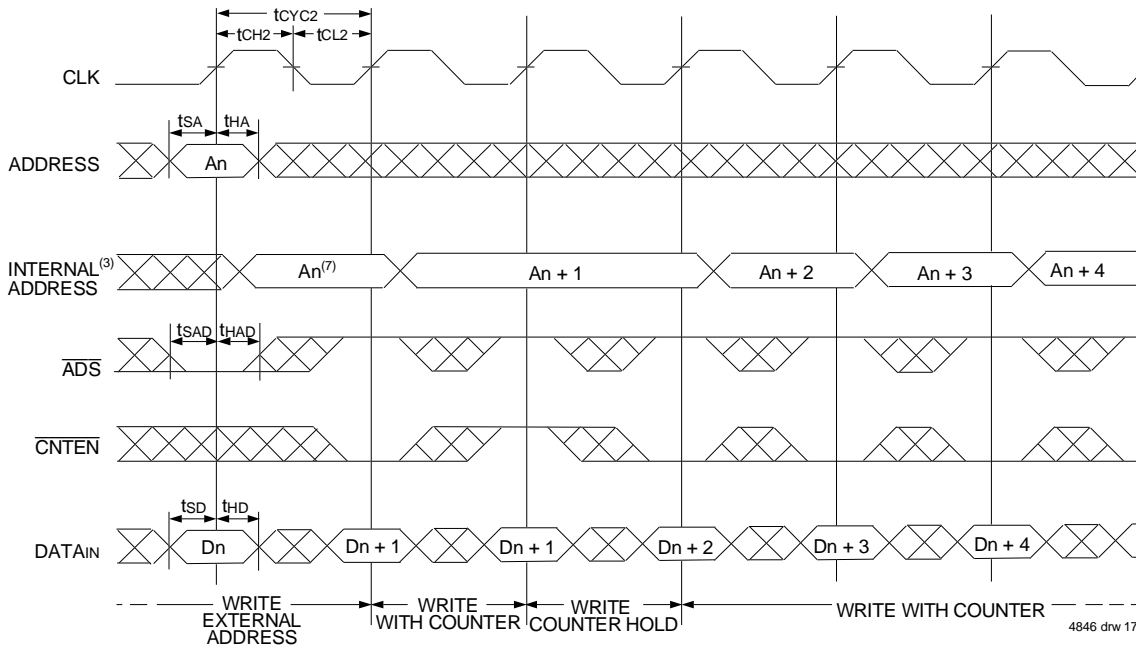 tCYC2
tCH2 tCL2
CLK
tSA tHA
ADDRESS An
INTERNAL(3) An(7) An + 1 An + 2 An + 3 An + 4
ADDRESS
tSAD tHAD
ADS
CNTEN
tSD tHD
DATAIN Dn Dn + 1 Dn + 1 Dn + 2 Dn + 3 Dn + 4
WRITE WRITE WRITE WRITE WITH COUNTER
EXTERNAL WITH COUNTER COUNTER HOLD
ADDRESS
4846 drw 17